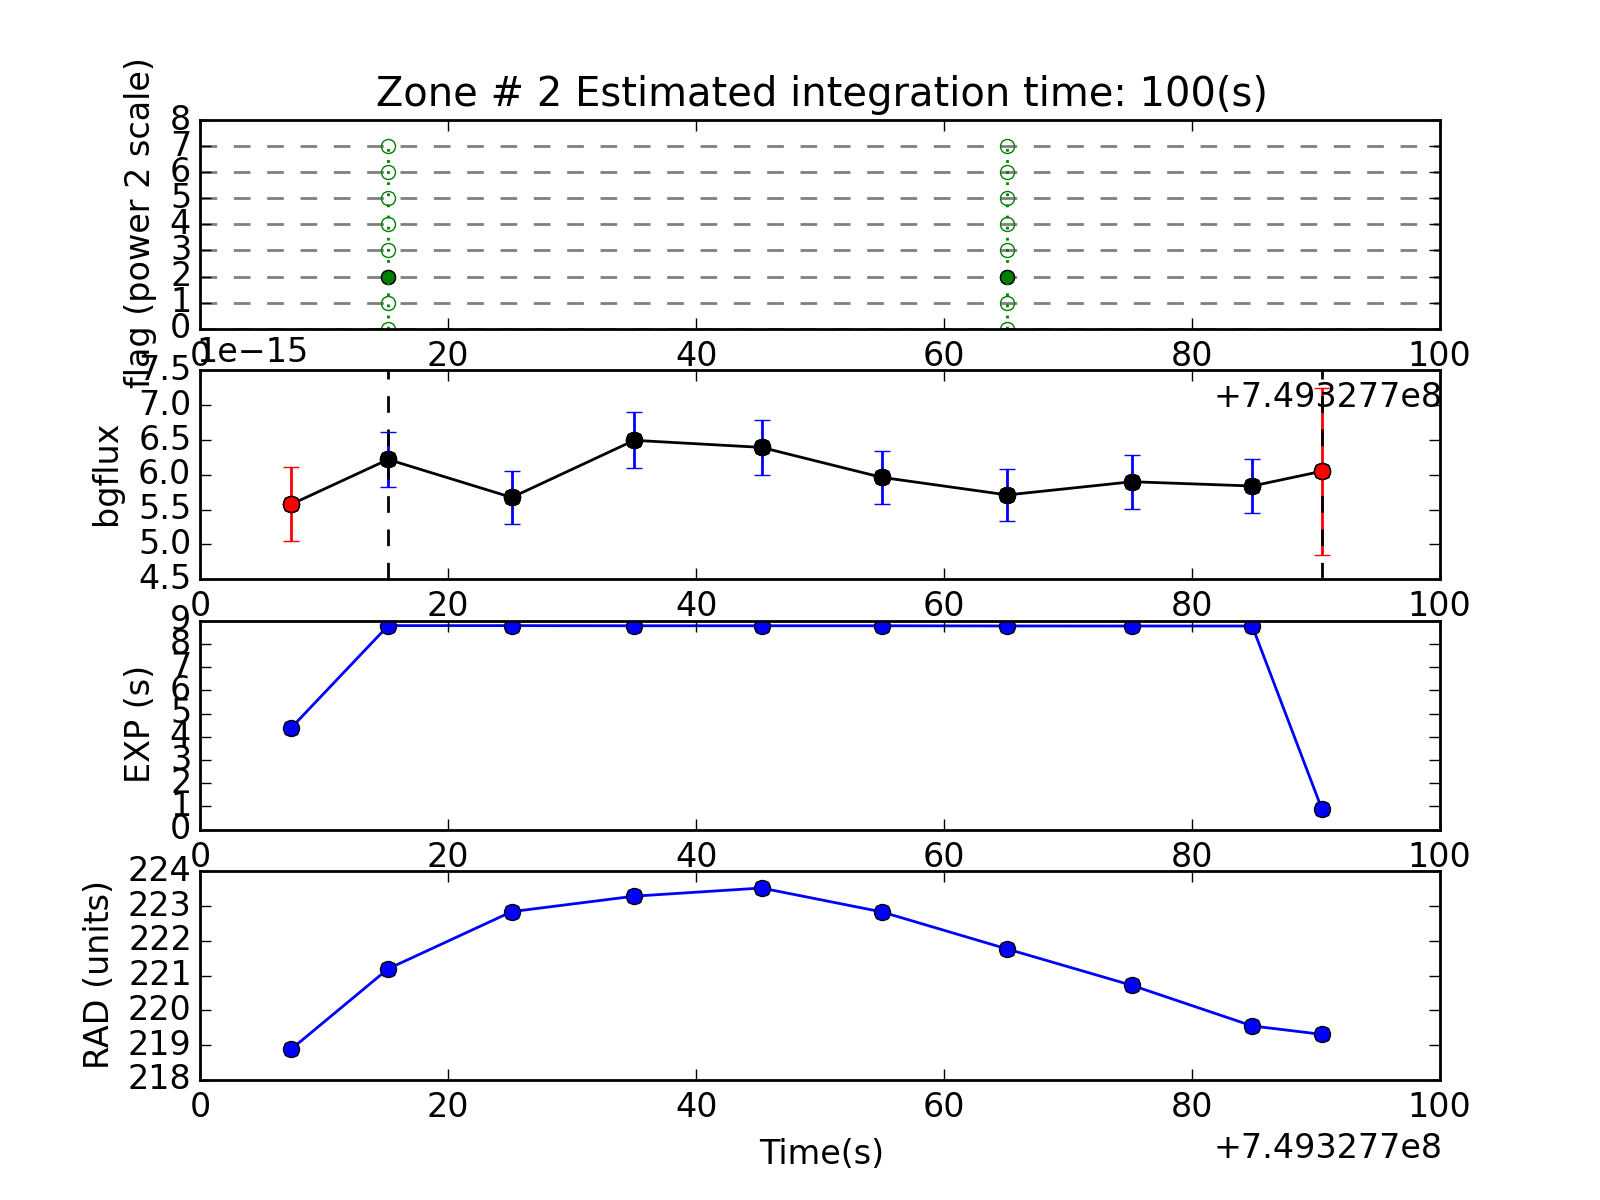 Zone # 2 Estimated integration time: 100(s)
flag (power 2 scale)
8
7
6
5
4
3
2
1
0
0 20 40 60 80 100
1e−15
+7.493277e8
bgflux
7.5
7.0
6.5
6.0
5.5
5.0
4.5
0 20 40 60 80 100
EXP (s)
9
8
7
6
5
4
3
2
1
0
0 20 40 60 80 100
RAD (units)
224
223
222
221
220
219
218
0 20 40 60 80 100
Time(s)
+7.493277e8